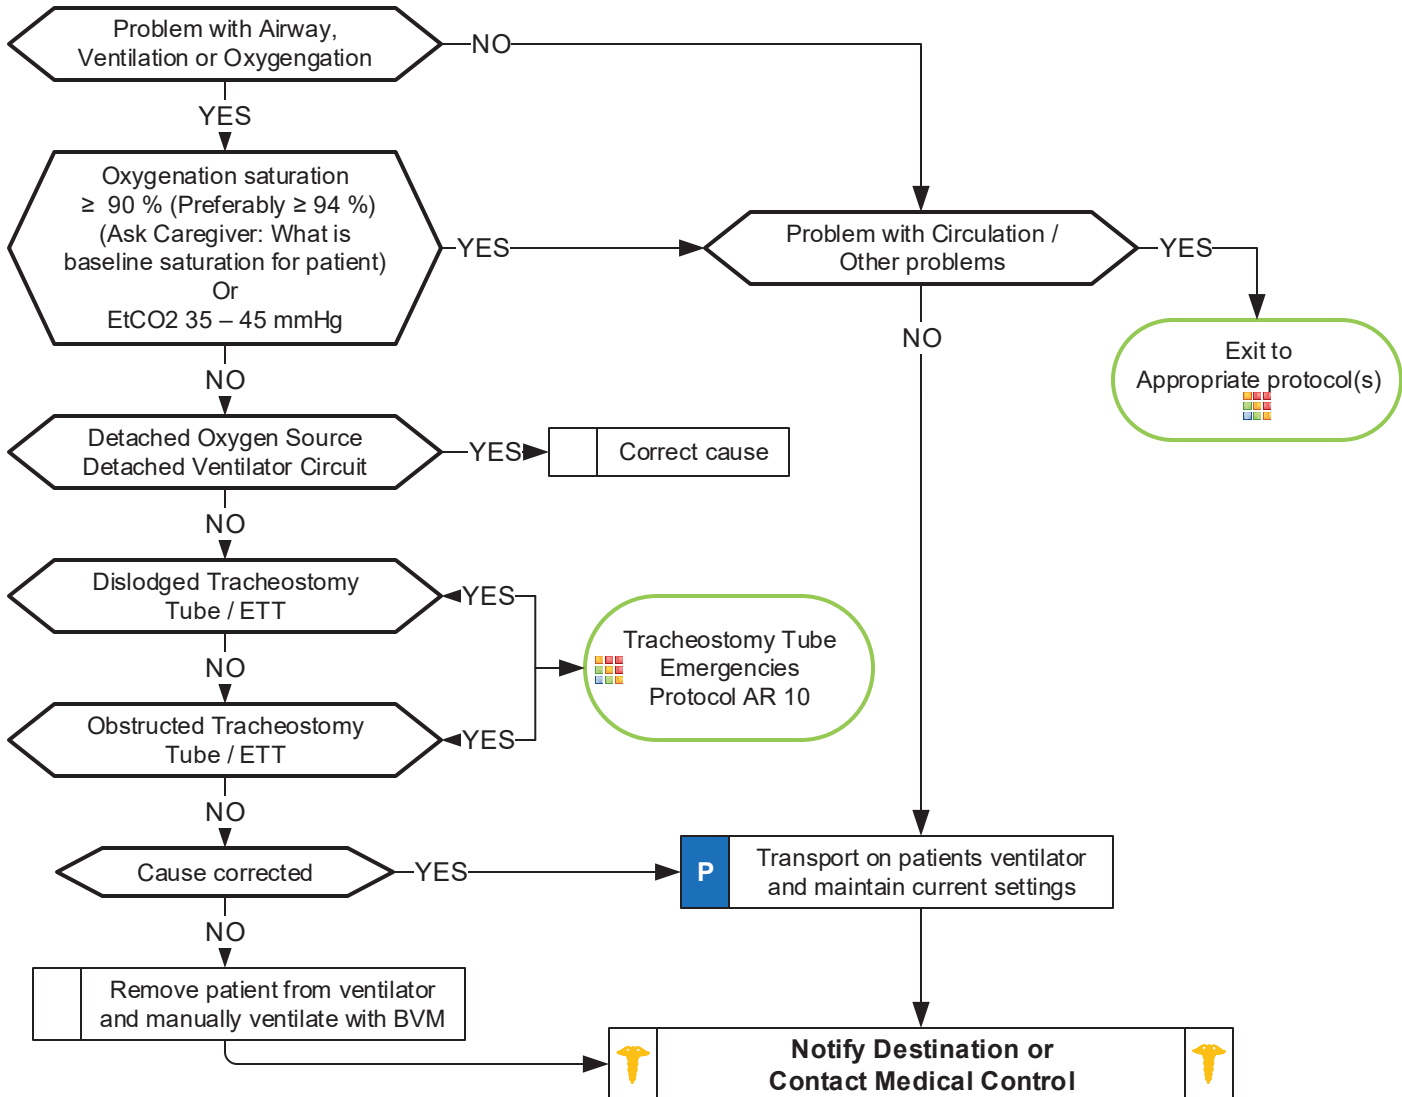 Problem with Airway,
Ventilation or Oxygengation
NO
YES
Oxygenation saturation
≥ 90 % (Preferably ≥ 94 %)
(Ask Caregiver: What is
baseline saturation for patient)
Or
EtCO2 35 – 45 mmHg
YES
Problem with Circulation /
Other problems
YES
NO
Exit to
Appropriate protocol(s)
NO
Detached Oxygen Source
Detached Ventilator Circuit
YES
Correct cause
NO
Dislodged Tracheostomy
Tube / ETT
YES
Tracheostomy Tube
Emergencies
Protocol AR 10
NO
Obstructed Tracheostomy
Tube / ETT
YES
NO
Cause corrected
YES
P
Transport on patients ventilator
and maintain current settings
NO
Remove patient from ventilator
and manually ventilate with BVM
Notify Destination or
Contact Medical Control